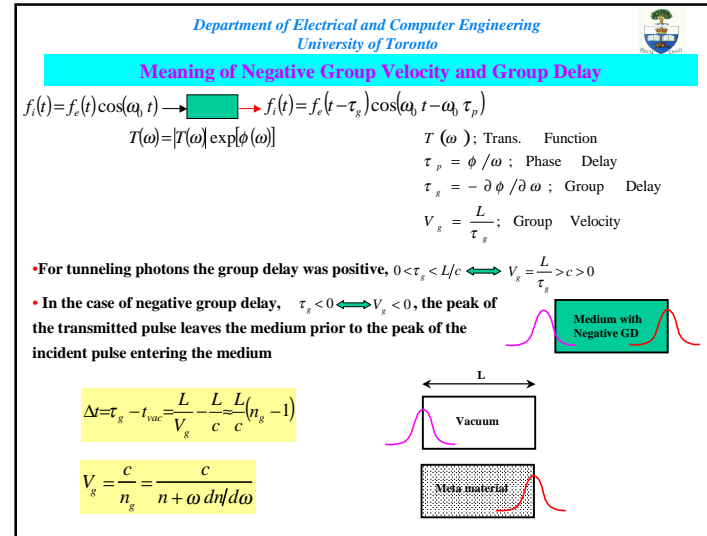 Department of Electrical and Computer Engineering
University of Toronto
Meaning of Negative Group Velocity and Group Delay
f_i(t)=f_e(t)cos(ω_0 t) → → f_i(t)=f_e(t−τ_g)cos(ω_0 t−ω_0 τ_p)
T(ω)=|T(ω)|exp[φ(ω)]
T (ω); Trans. Function
τ_p = φ/ω; Phase Delay
τ_g = −∂φ/∂ω; Group Delay
V_g = L/τ_g; Group Velocity
•For tunneling photons the group delay was positive, 0<τ_g<L/c ⟺ V_g=L/τ_g>c>0
• In the case of negative group delay, τ_g<0⟺V_g<0, the peak of
the transmitted pulse leaves the medium prior to the peak of the
incident pulse entering the medium
Medium with
Negative GD
L
Vacuum
Meta material
Δt=τ_g−t_vac=L/V_g−L/c≈L/c(n_g−1)
V_g=c/n_g=c/(n+ω dn/dω)